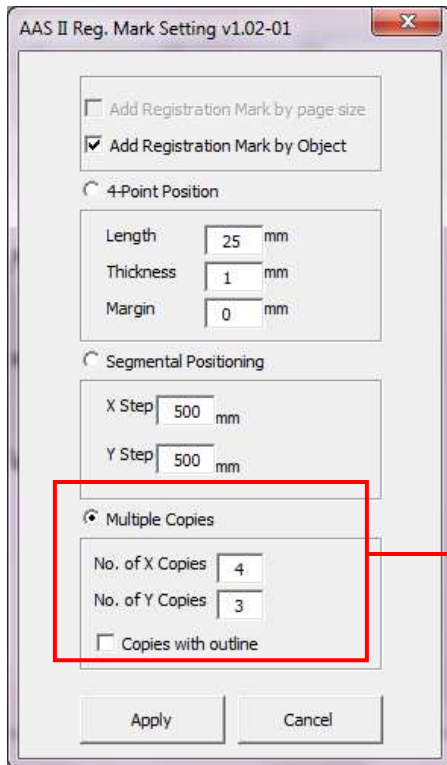 AAS II Reg. Mark Setting v1.02-01
Add Registration Mark by page size
Add Registration Mark by Object
4-Point Position
Length 25 mm
Thickness 1 mm
Margin 0 mm
Segmental Positioning
X Step 500 mm
Y Step 500 mm
Multiple Copies
No. of X Copies 4
No. of Y Copies 3
Copies with outline
Apply Cancel